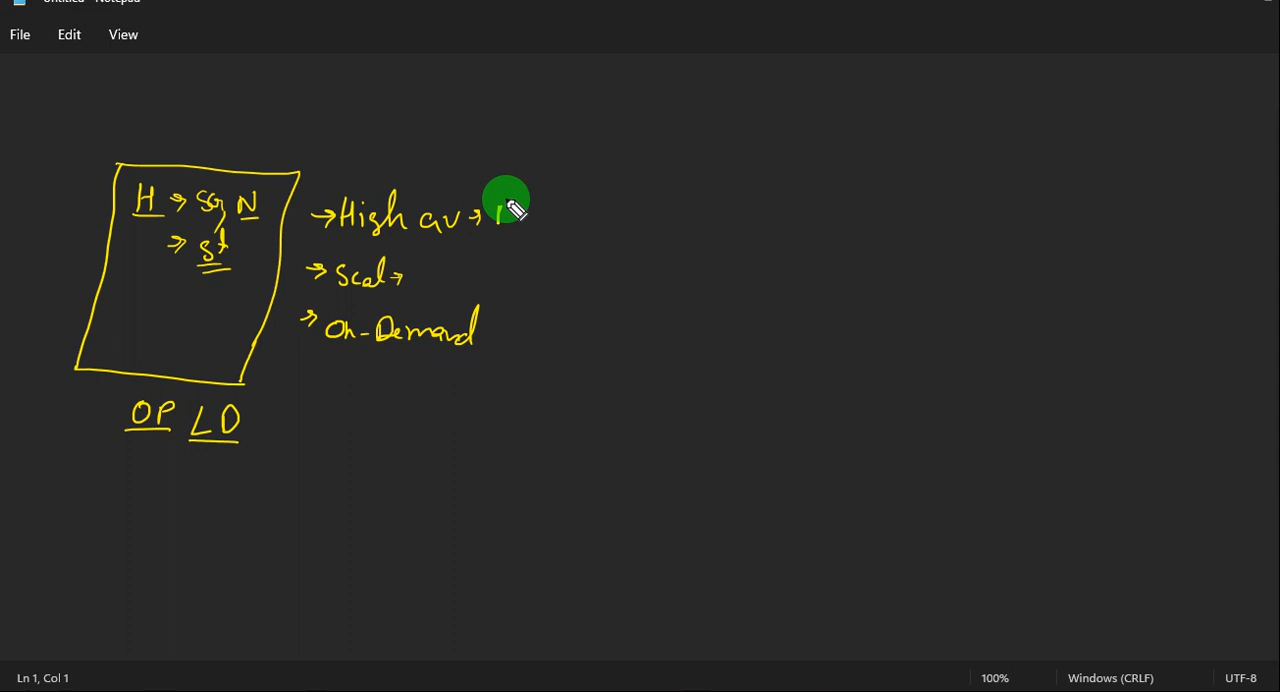 File Edit View
H → N
→ St
→ High av →
→ Scal →
→ On-Demand
OP LD
Ln 1, Col 1 100% Windows (CRLF) UTF-8